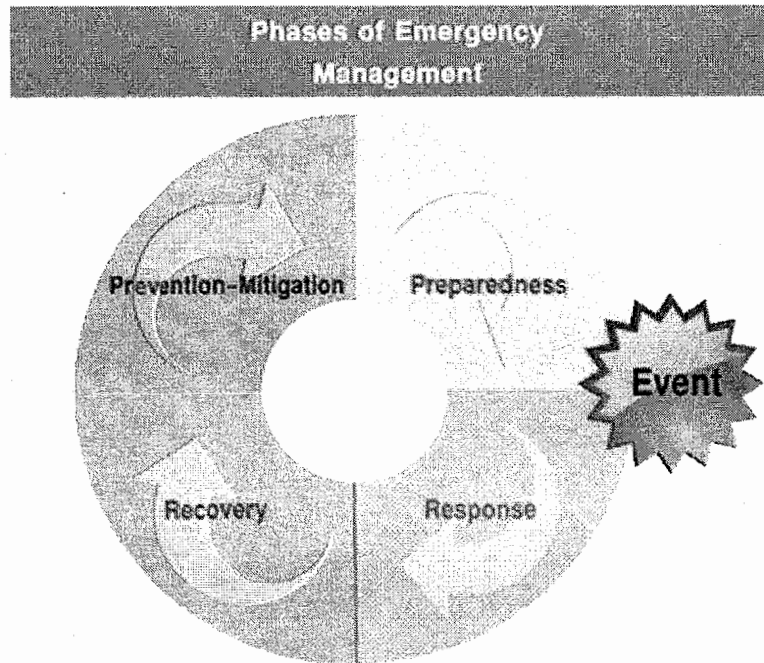 Phases of Emergency
Management
Prevention-Mitigation
Preparedness
Event
Recovery
Response